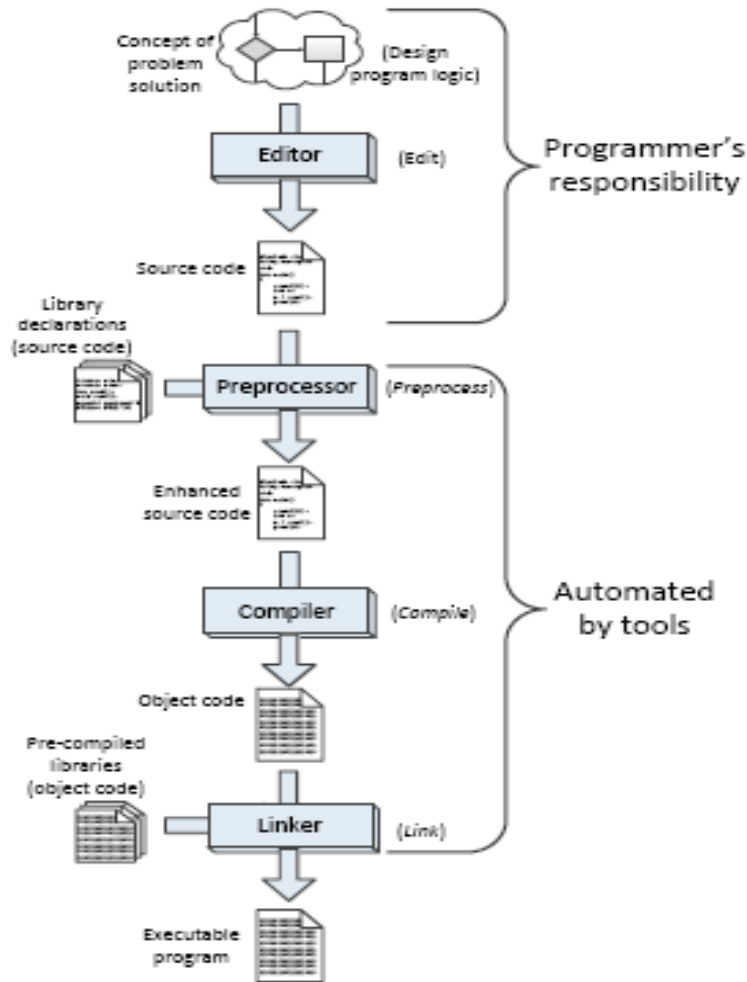 Concept of
problem
solution
(Design
program logic)
Editor
(Edit)
Programmer's
responsibility
Source code
Library
declarations
(source code)
Preprocessor
(Preprocess)
Enhanced
source code
Compiler
(Compile)
Automated
by tools
Object code
Pre-compiled
libraries
(object code)
Linker
(Link)
Executable
program